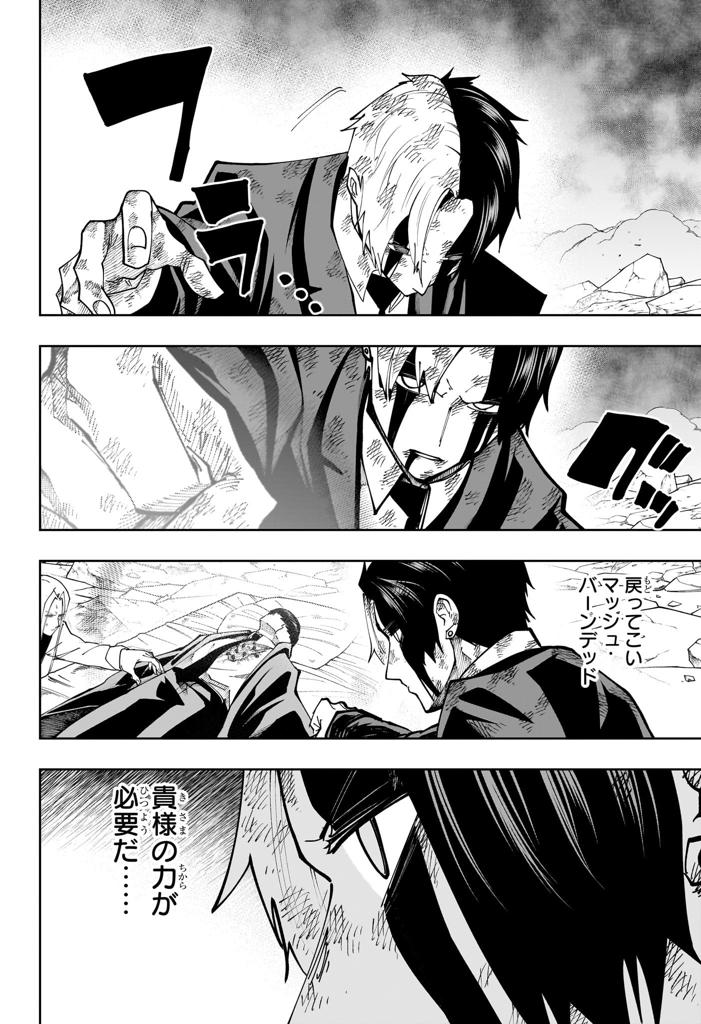 フラ…
ガッ
戻ってこい
マッシュ・
バーンデッド
貴様の力が
必要だ……